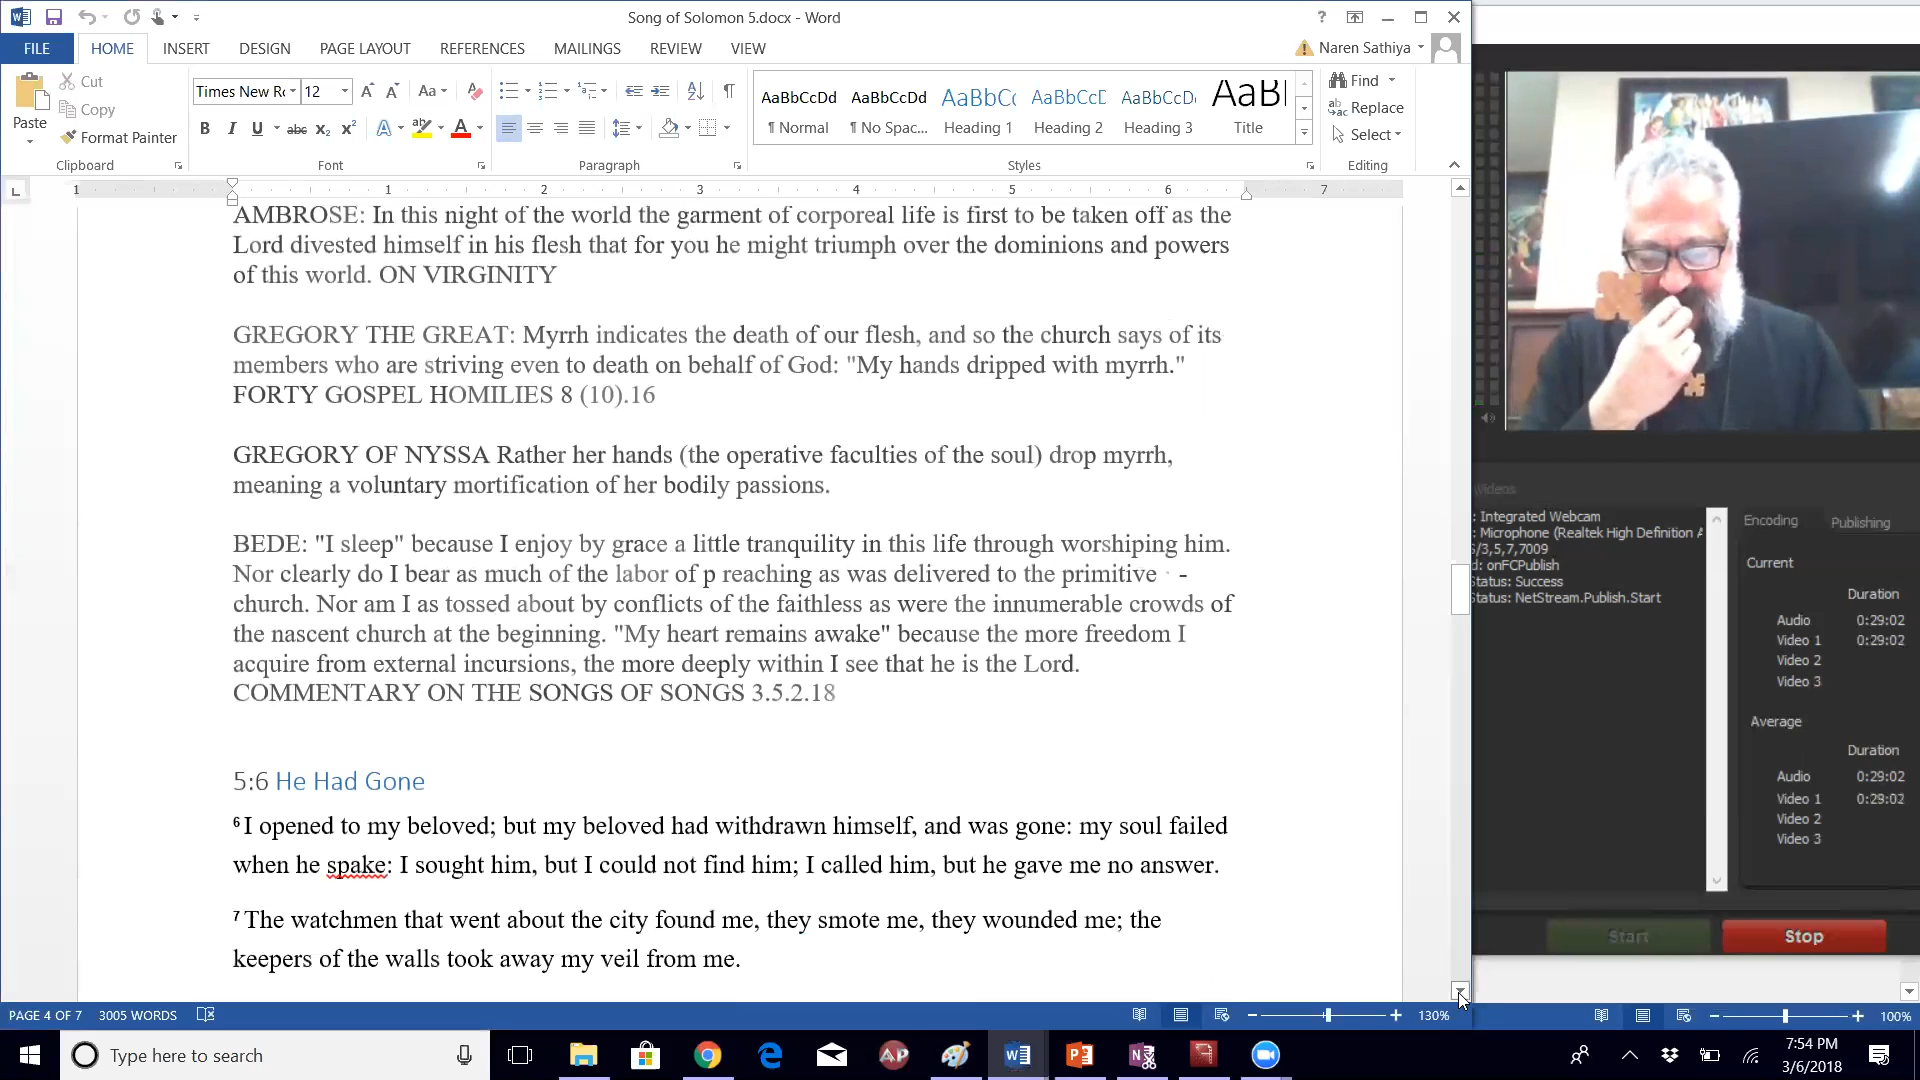 Song of Solomon 5.docx - Word
FILE HOME INSERT DESIGN PAGE LAYOUT REFERENCES MAILINGS REVIEW VIEW
Naren Sathiya
Paste
Cut
Copy
Format Painter
Clipboard
Times New Ro 12
Font
Paragraph
AaBbCcDd AaBbCcDd AaBbCc AaBbCcD AaBbCcD AaB
¶ Normal ¶ No Spac... Heading 1 Heading 2 Heading 3 Title
Styles
Find
Replace
Select
Editing
1 1 2 3 4 5 6 7
AMBROSE: In this night of the world the garment of corporeal life is first to be taken off as the
Lord divested himself in his flesh that for you he might triumph over the dominions and powers
of this world. ON VIRGINITY
GREGORY THE GREAT: Myrrh indicates the death of our flesh, and so the church says of its
members who are striving even to death on behalf of God: "My hands dripped with myrrh."
FORTY GOSPEL HOMILIES 8 (10).16
GREGORY OF NYSSA Rather her hands (the operative faculties of the soul) drop myrrh,
meaning a voluntary mortification of her bodily passions.
BEDE: "I sleep" because I enjoy by grace a little tranquility in this life through worshiping him.
Nor clearly do I bear as much of the labor of p reaching as was delivered to the primitive -
church. Nor am I as tossed about by conflicts of the faithless as were the innumerable crowds of
the nascent church at the beginning. "My heart remains awake" because the more freedom I
acquire from external incursions, the more deeply within I see that he is the Lord.
COMMENTARY ON THE SONGS OF SONGS 3.5.2.18
5:6 He Had Gone
6 I opened to my beloved; but my beloved had withdrawn himself, and was gone: my soul failed
when he spake: I sought him, but I could not find him; I called him, but he gave me no answer.
7 The watchmen that went about the city found me, they smote me, they wounded me; the
keepers of the walls took away my veil from me.
PAGE 4 OF 7 3005 WORDS 130%
\Videos
: Integrated Webcam
: Microphone (Realtek High Definition A
6/3,5,7,7009
d: onFCPublish
Status: Success
Status: NetStream.Publish.Start
Encoding Publishing
Current
Duration
Audio 0:29:02
Video 1 0:29:02
Video 2
Video 3
Average
Duration
Audio 0:29:02
Video 1 0:29:02
Video 2
Video 3
Start Stop
100%
Type here to search
7:54 PM
3/6/2018